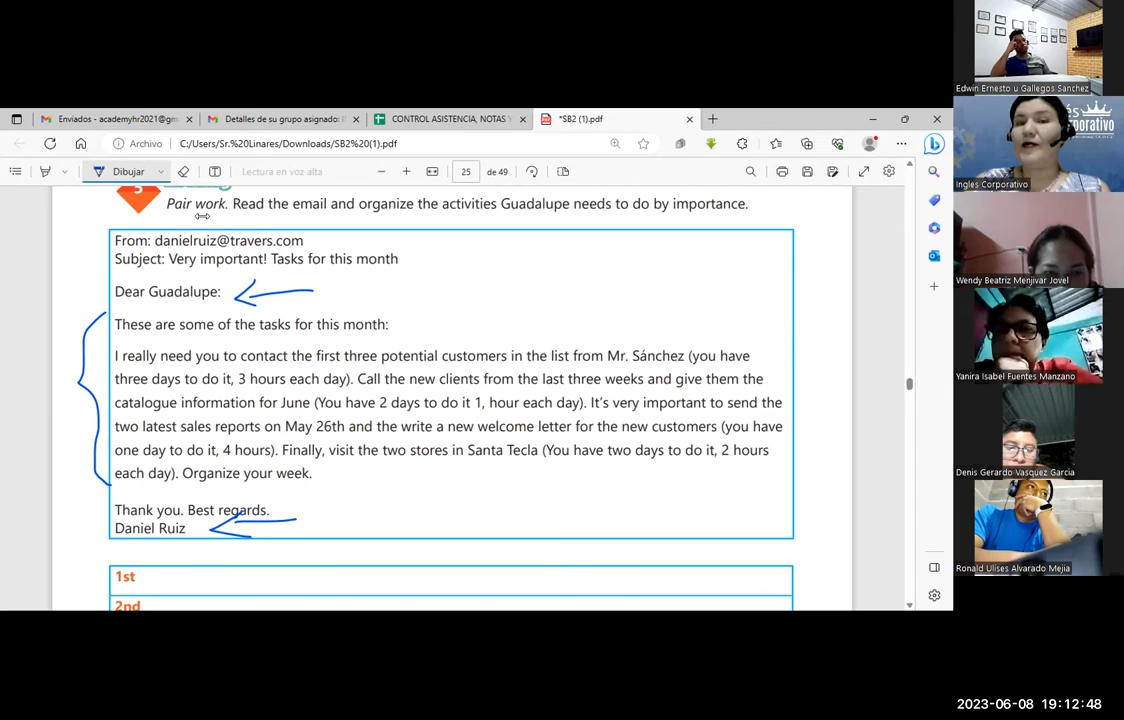 Enviados - academyhr2021@gm
Detalles de su grupo asignado:
CONTROL ASISTENCIA, NOTAS Y
*SB2 (1).pdf
Archivo
C:/Users/Sr.%20Linares/Downloads/SB2%20(1).pdf
Dibujar
Lectura en voz alta
25
de 49
Pair work. Read the email and organize the activities Guadalupe needs to do by importance.
From: danielruiz@travers.com
Subject: Very important! Tasks for this month
Dear Guadalupe:
These are some of the tasks for this month:
I really need you to contact the first three potential customers in the list from Mr. Sánchez (you have
three days to do it, 3 hours each day). Call the new clients from the last three weeks and give them the
catalogue information for June (You have 2 days to do it 1, hour each day). It’s very important to send the
two latest sales reports on May 26th and the write a new welcome letter for the new customers (you have
one day to do it, 4 hours). Finally, visit the two stores in Santa Tecla (You have two days to do it, 2 hours
each day). Organize your week.
Thank you. Best regards.
Daniel Ruiz
1st
2nd
Edwin Ernesto u Gallegos Sanchez
Ingles Corporativo
Wendy Beatriz Menjivar Jovel
Yanira Isabel Fuentes Manzano
Denis Gerardo Vasquez Garcia
Ronald Ulises Alvarado Mejia
2023-06-08 19:12:48